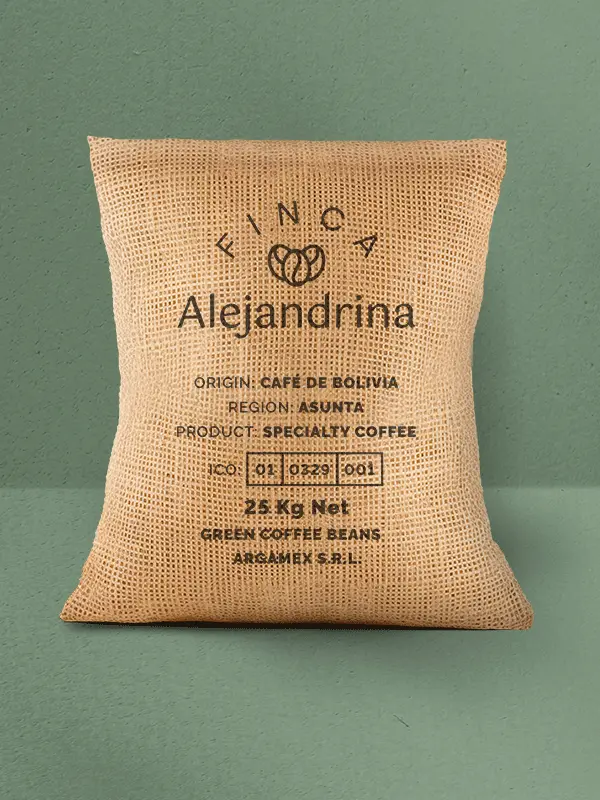 FINCA
Alejandrina
ORIGIN: CAFÉ DE BOLIVIA
REGION: ASUNTA
PRODUCT: SPECIALTY COFFEE
ICO: 01 0329 001
25 Kg Net
GREEN COFFEE BEANS
ARGAMEX S.R.L.